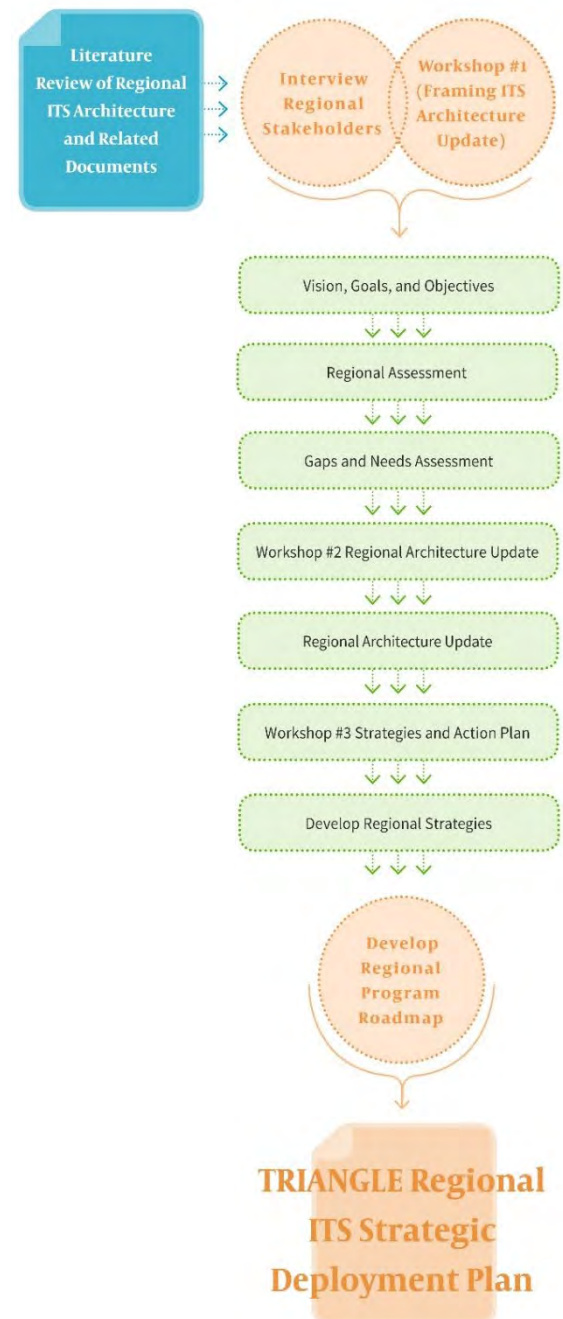 Literature
Review of Regional
ITS Architecture
and Related
Documents
Interview
Regional
Stakeholders
Workshop #1
(Framing ITS
Architecture
Update)
Vision, Goals, and Objectives
Regional Assessment
Gaps and Needs Assessment
Workshop #2 Regional Architecture Update
Regional Architecture Update
Workshop #3 Strategies and Action Plan
Develop Regional Strategies
Develop
Regional
Program
Roadmap
TRIANGLE Regional
ITS Strategic
Deployment Plan